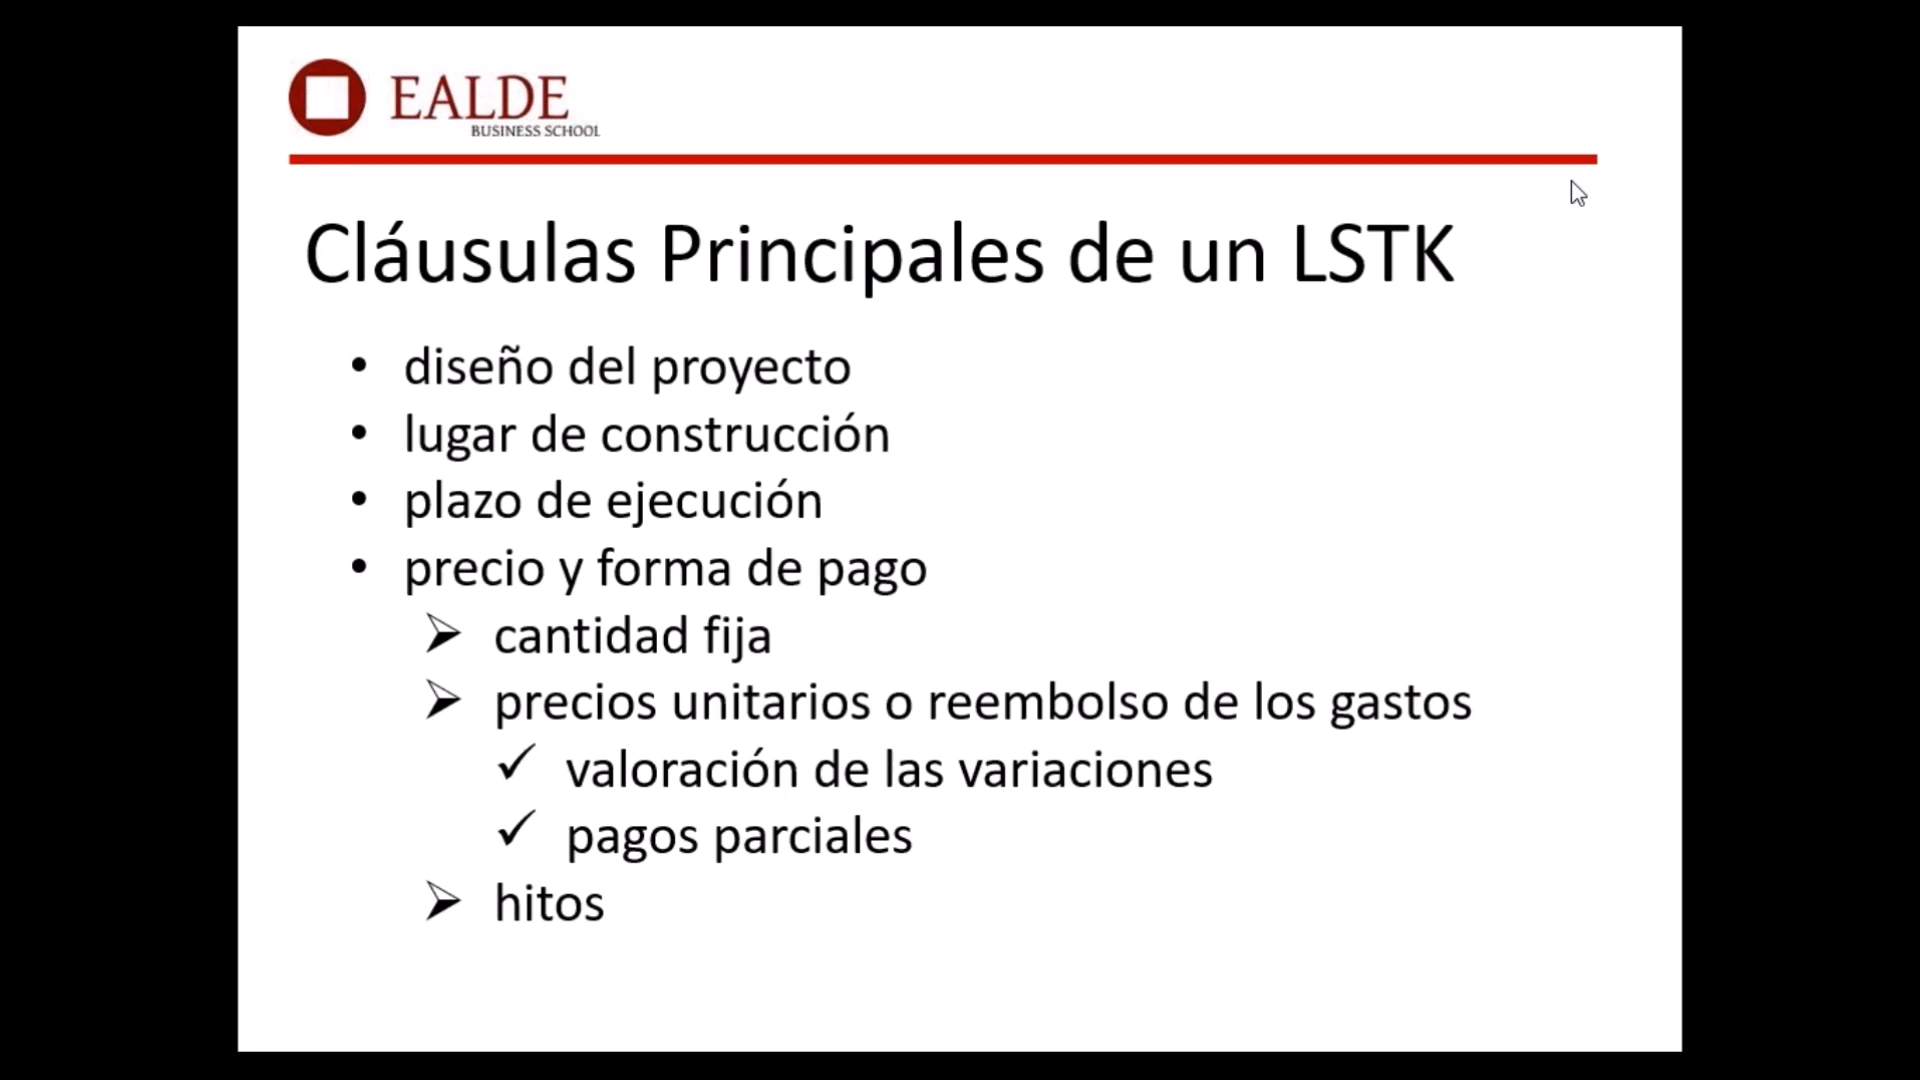 EALDE
BUSINESS SCHOOL
Cláusulas Principales de un LSTK
• diseño del proyecto
• lugar de construcción
• plazo de ejecución
• precio y forma de pago
➢ cantidad fija
➢ precios unitarios o reembolso de los gastos
✓ valoración de las variaciones
✓ pagos parciales
➢ hitos